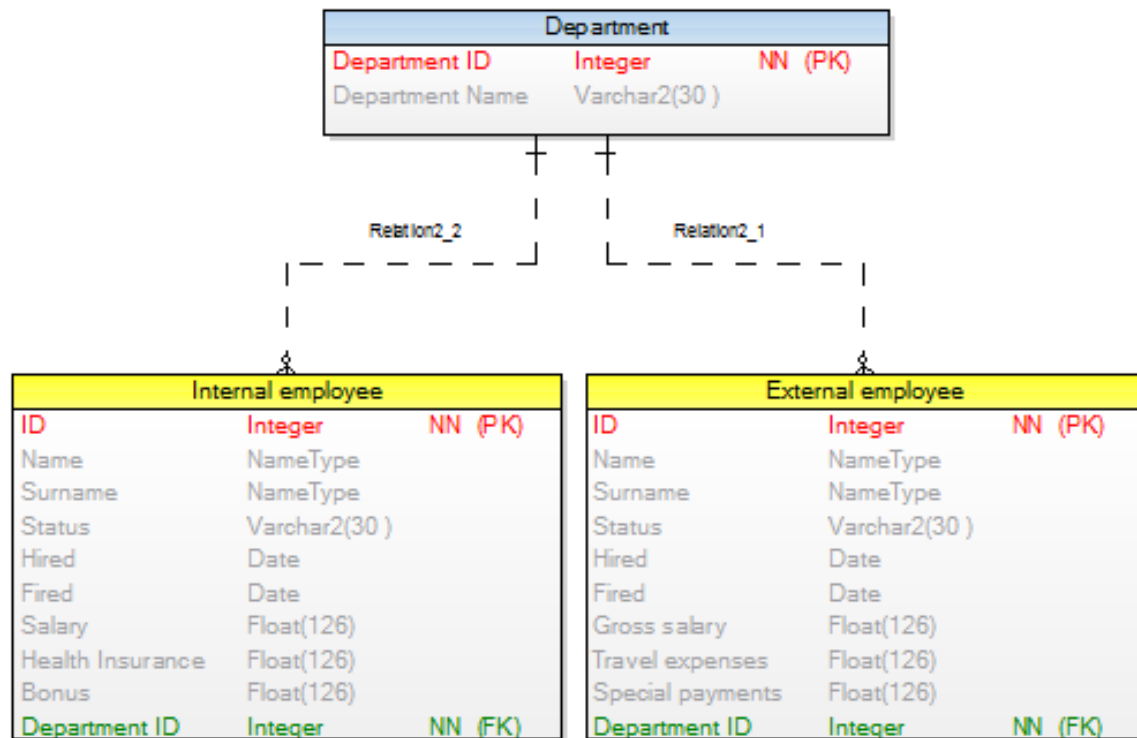 Department
Department ID Integer NN (PK)
Department Name Varchar2(30 )
Relation2_2 Relation2_1
Internal employee
ID Integer NN (PK)
Name NameType
Surname NameType
Status Varchar2(30 )
Hired Date
Fired Date
Salary Float(126)
Health Insurance Float(126)
Bonus Float(126)
Department ID Integer NN (FK)
External employee
ID Integer NN (PK)
Name NameType
Surname NameType
Status Varchar2(30 )
Hired Date
Fired Date
Gross salary Float(126)
Travel expenses Float(126)
Special payments Float(126)
Department ID Integer NN (FK)